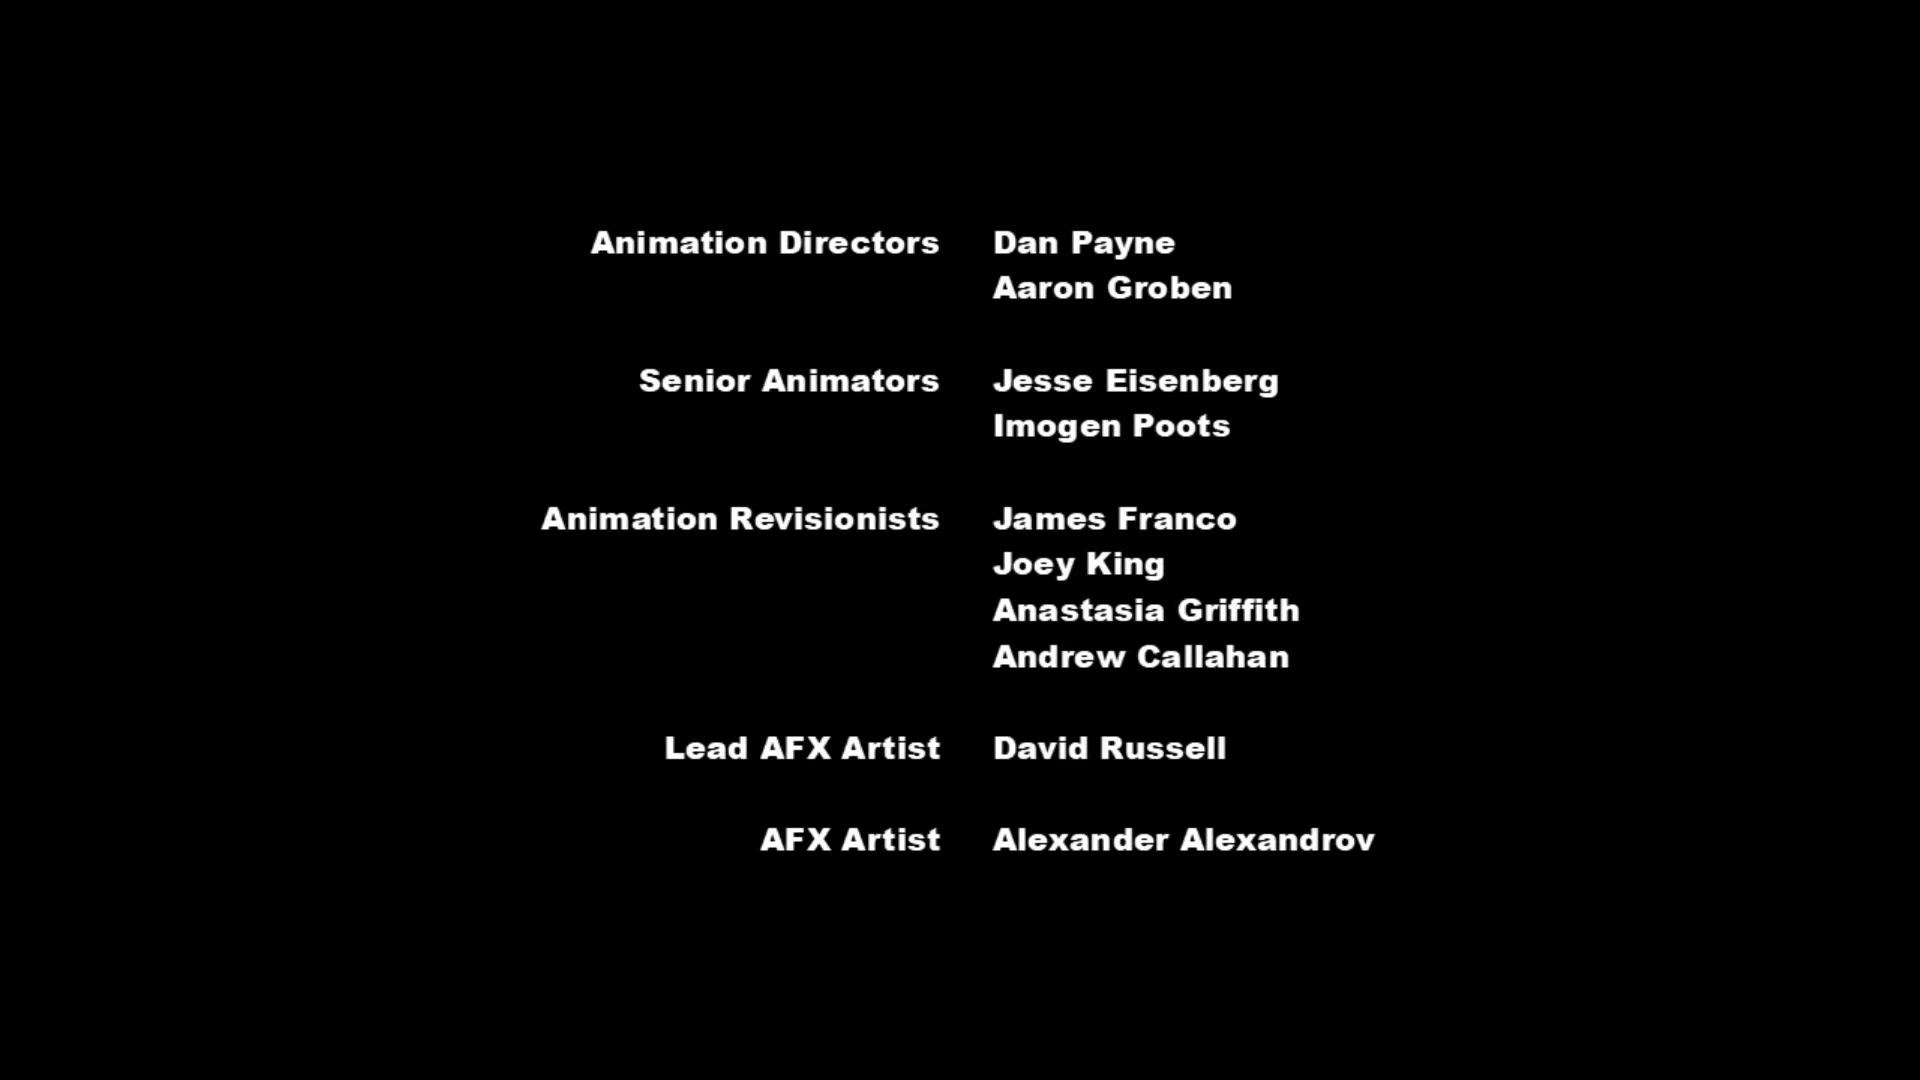 Animation Directors Dan Payne
Aaron Groben
Senior Animators Jesse Eisenberg
Imogen Poots
Animation Revisionists James Franco
Joey King
Anastasia Griffith
Andrew Callahan
Lead AFX Artist David Russell
AFX Artist Alexander Alexandrov